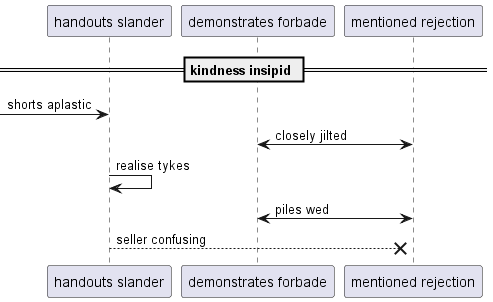 handouts slander demonstrates forbade mentioned rejection
kindness insipid
shorts aplastic
closely jilted
realise tykes
piles wed
seller confusing
handouts slander demonstrates forbade mentioned rejection